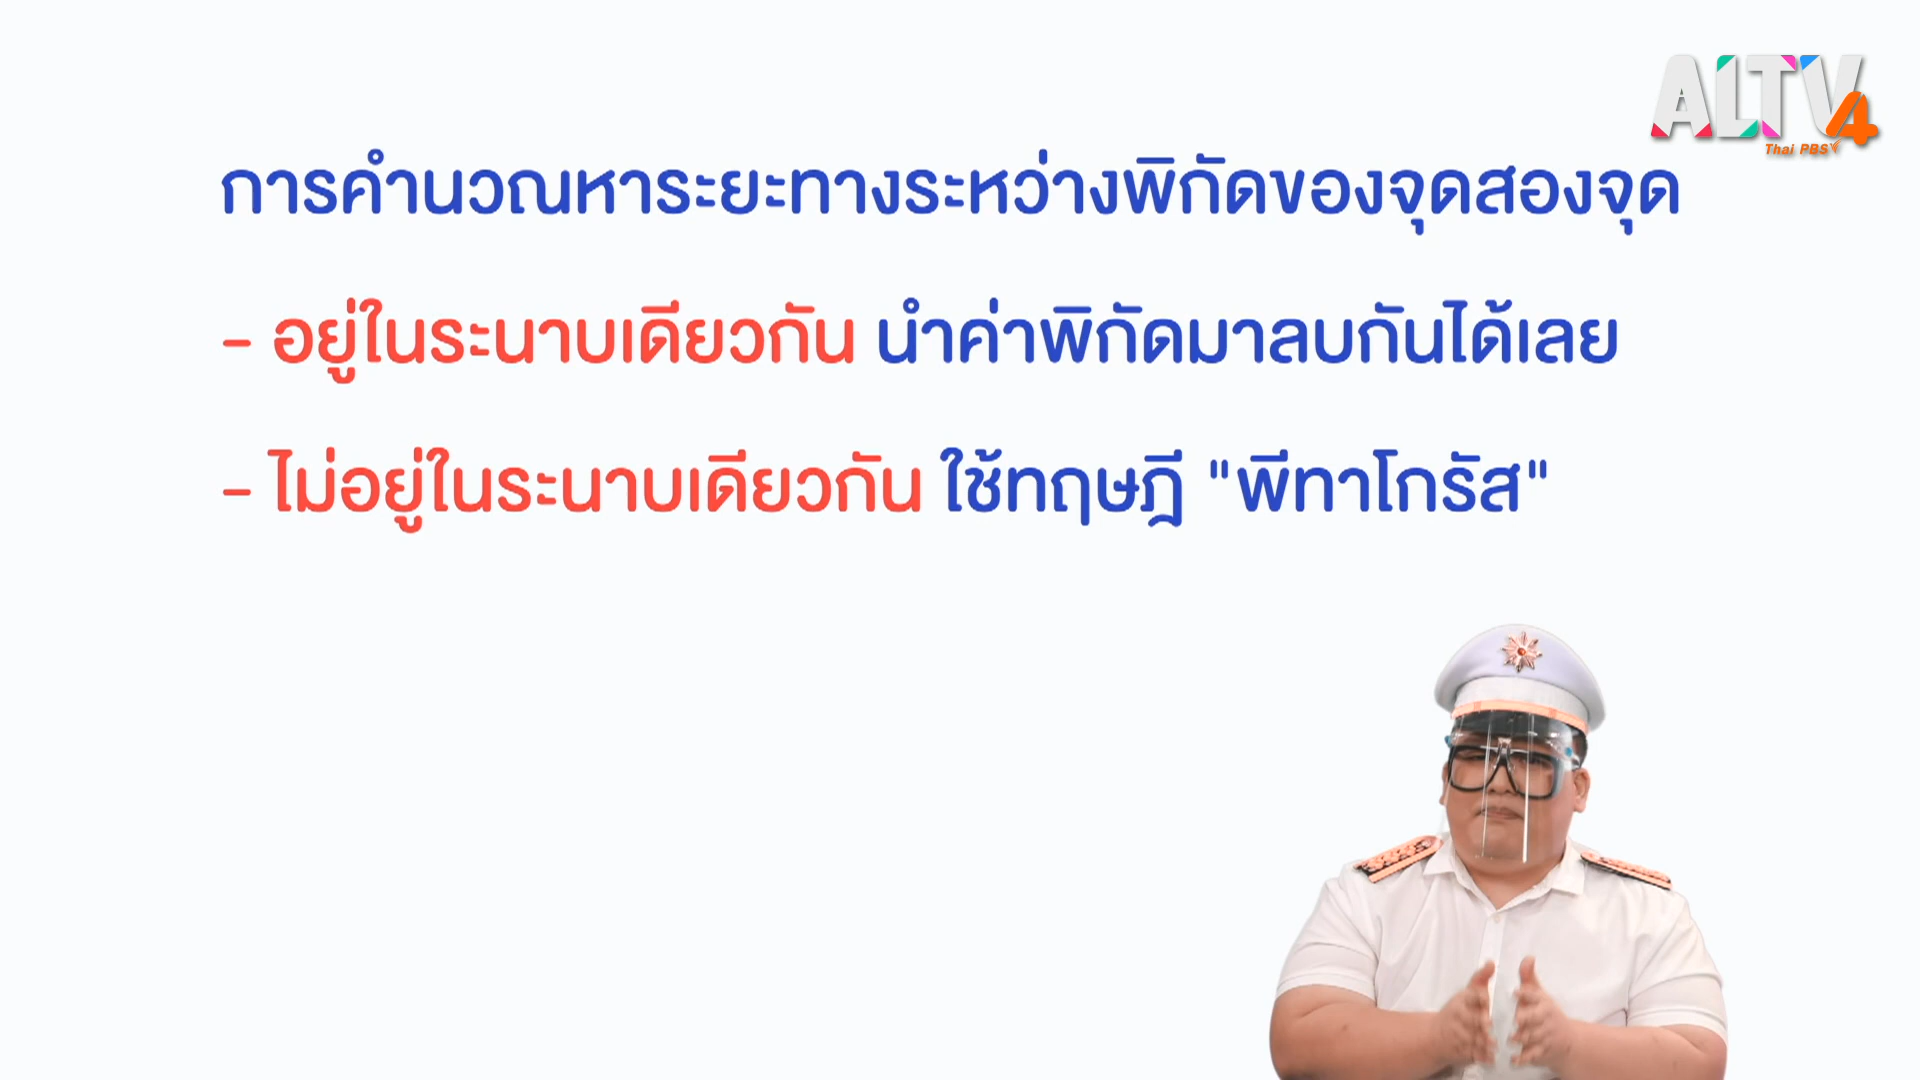 ALTV4
Thai PBS
การคำนวณหาระยะทางระหว่างพิกัดของจุดสองจุด
- อยู่ในระนาบเดียวกัน นำค่าพิกัดมาลบกันได้เลย
- ไม่อยู่ในระนาบเดียวกัน ใช้ทฤษฎี "พีทาโกรัส"